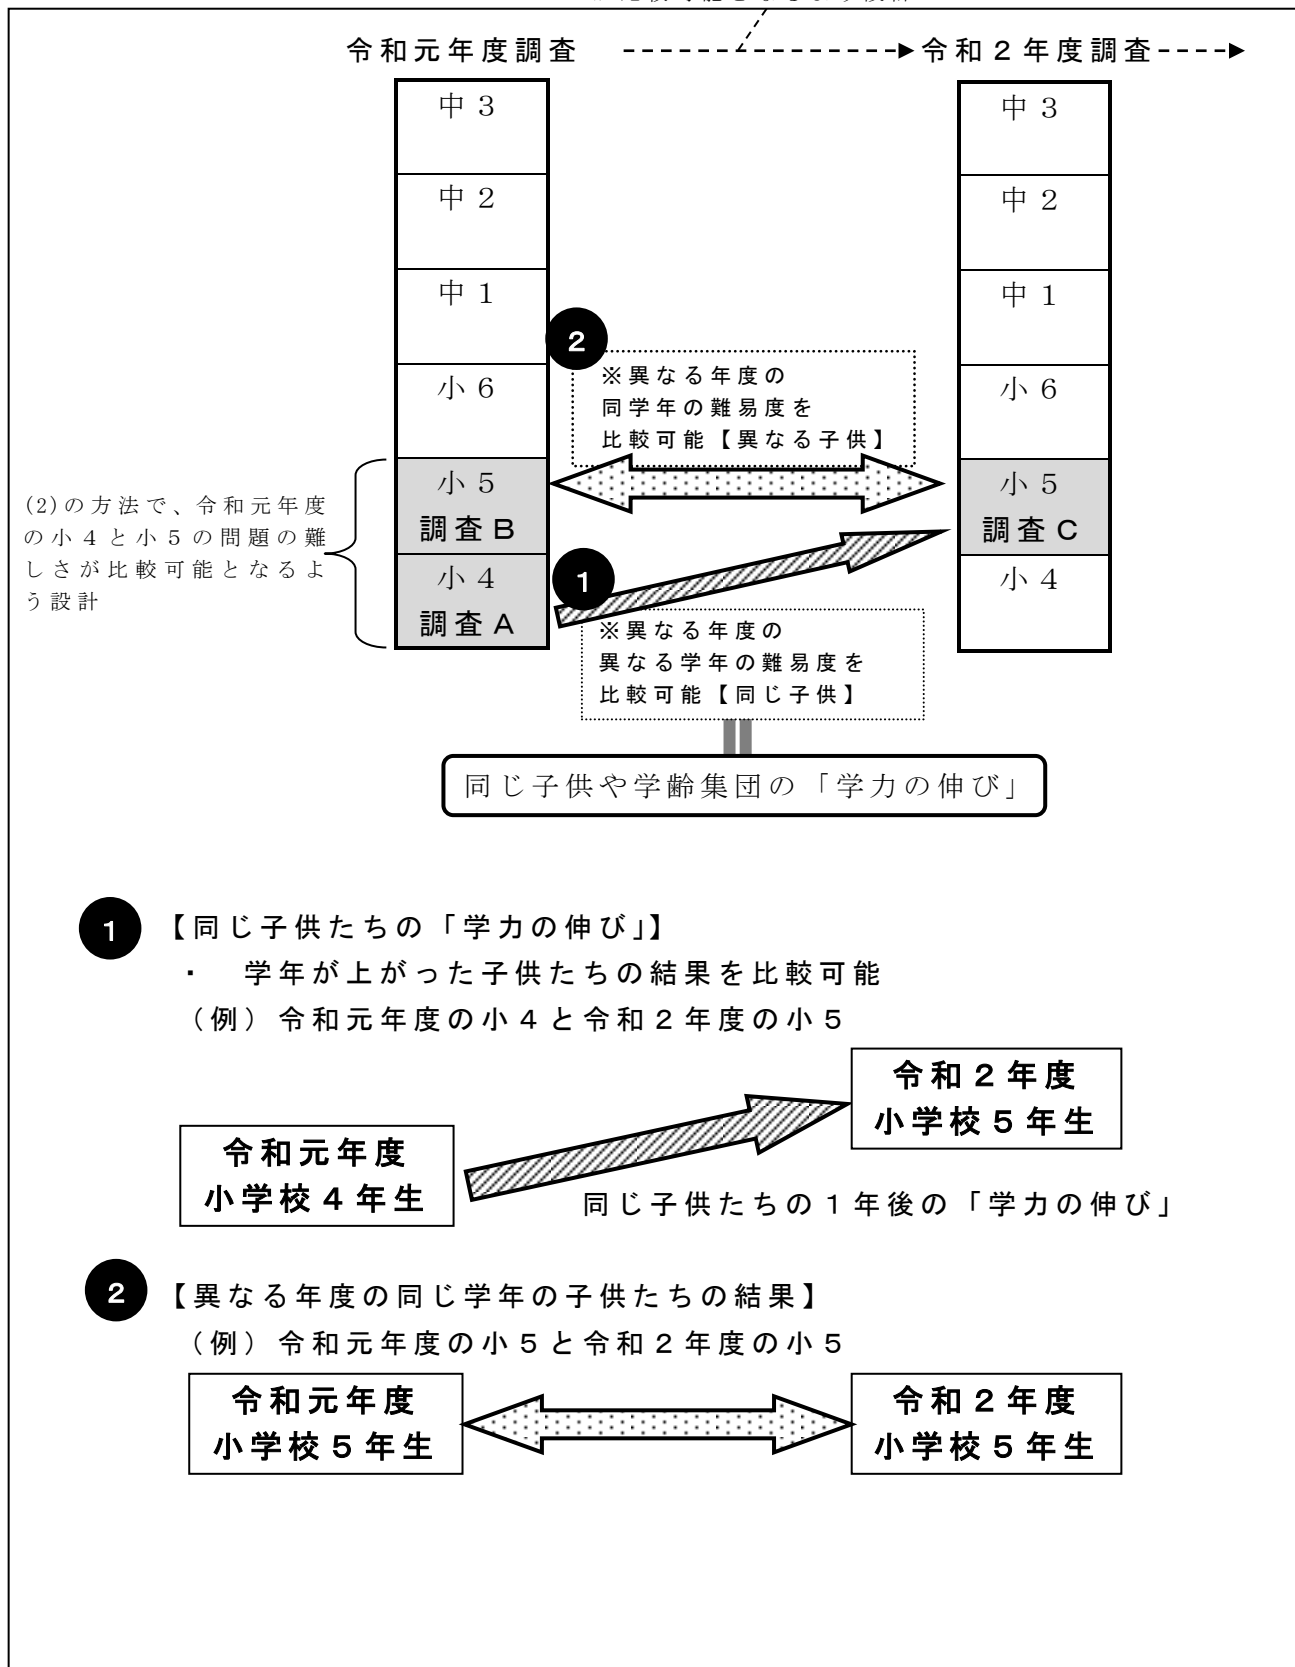 令和元年度調査
令和２年度調査
中３
中２
中１
小６
小５
調査Ｂ
小４
調査Ａ
中３
中２
中１
小６
小５
調査Ｃ
小４
２
※異なる年度の
同学年の難易度を
比較可能【異なる子供】
(2)の方法で、令和元年度
の小４と小５の問題の難
しさが比較可能となるよ
う設計
１
※異なる年度の
異なる学年の難易度を
比較可能【同じ子供】
同じ子供や学齢集団の「学力の伸び」
１ 【同じ子供たちの「学力の伸び」】
・ 学年が上がった子供たちの結果を比較可能
（例）令和元年度の小４と令和２年度の小５
令和２年度
小学校５年生
令和元年度
小学校４年生
同じ子供たちの１年後の「学力の伸び」
２ 【異なる年度の同じ学年の子供たちの結果】
（例）令和元年度の小５と令和２年度の小５
令和元年度
小学校５年生
令和２年度
小学校５年生